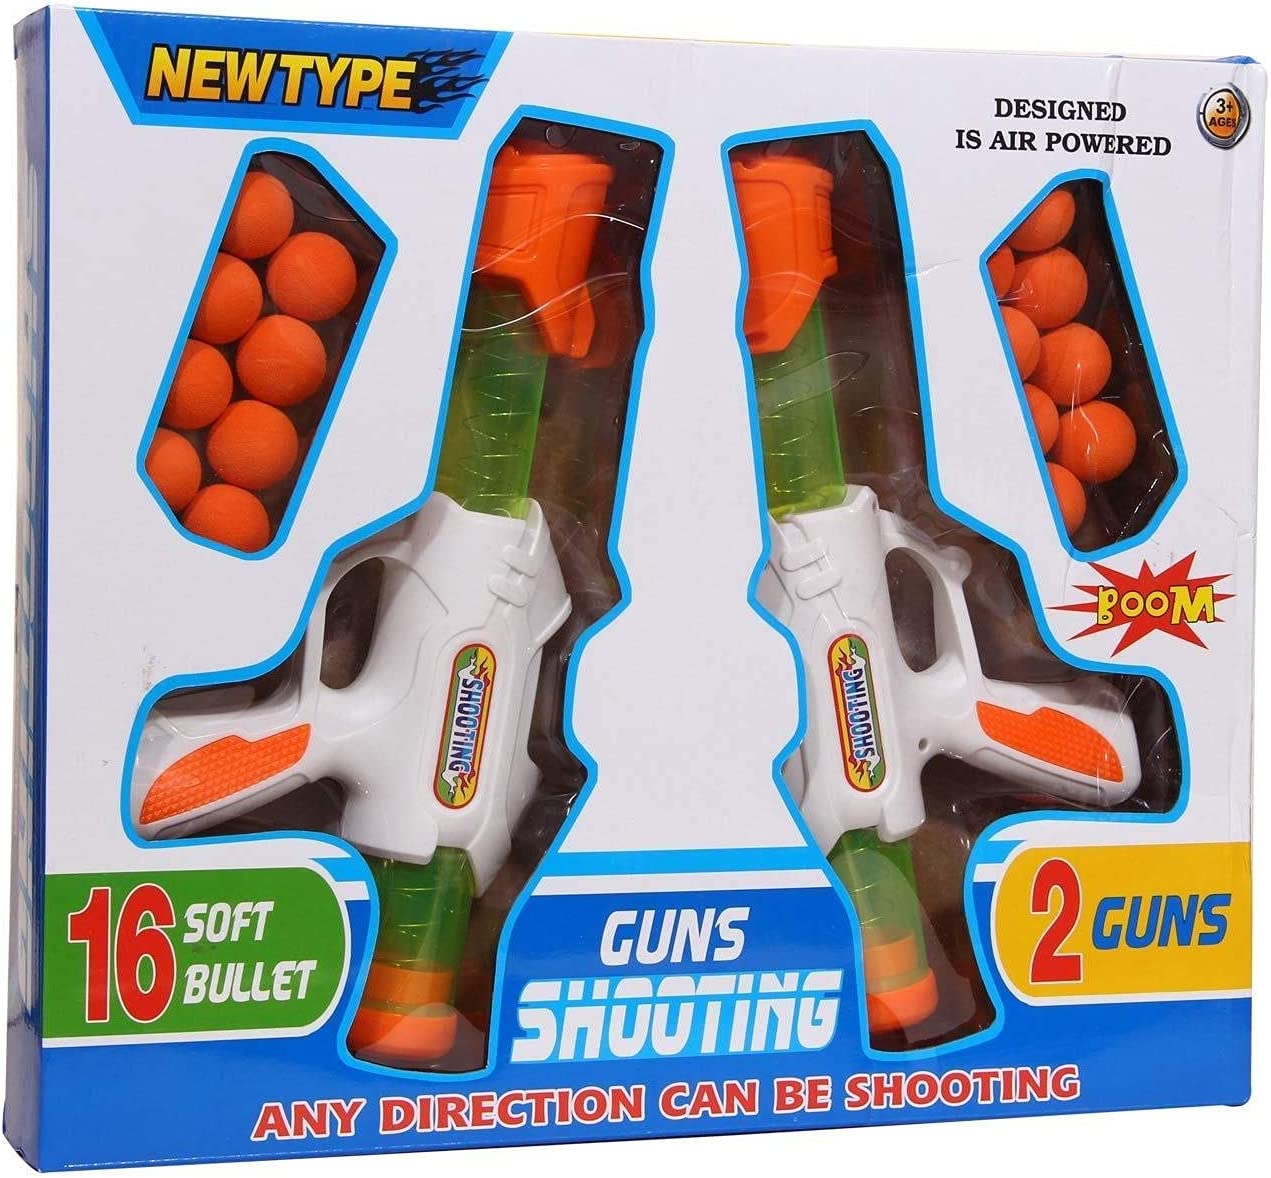 NEWTYPE
DESIGNED
IS AIR POWERED
3+
AGES
BOOM
SHOOTING
SHOOTING
16 SOFT
BULLET
2 GUNS
GUNS
SHOOTING
ANY DIRECTION CAN BE SHOOTING